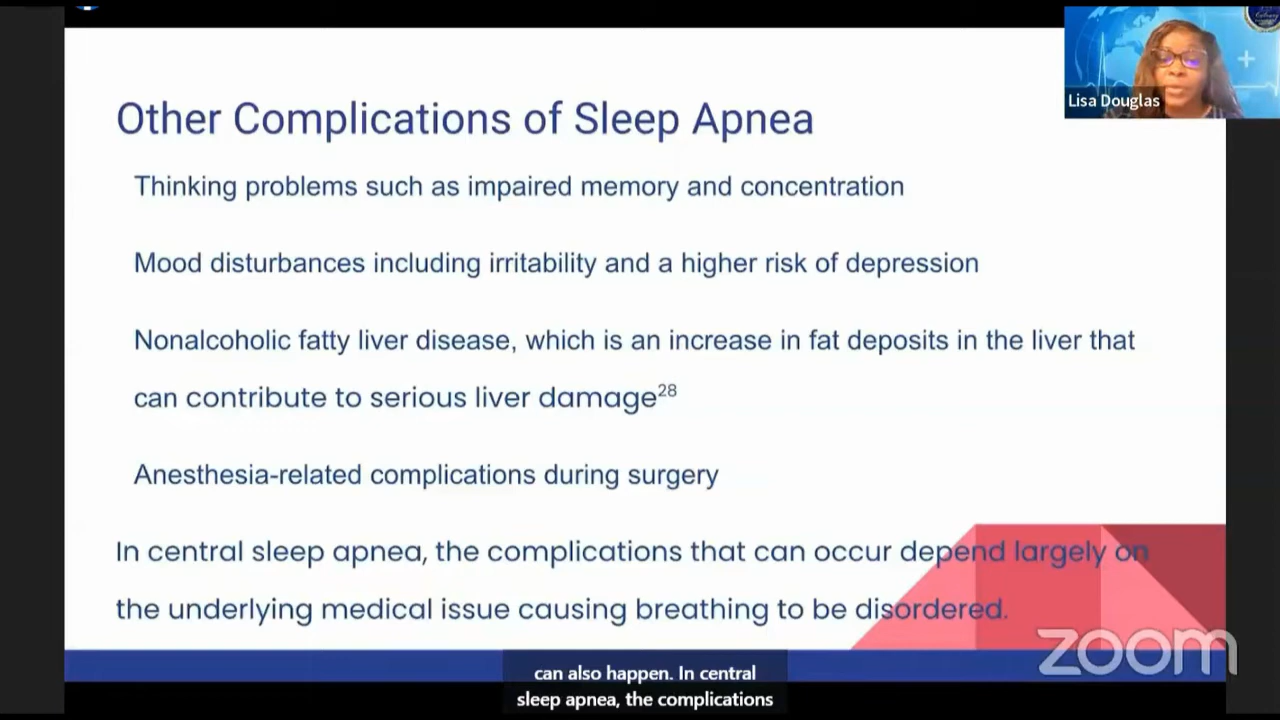 Other Complications of Sleep Apnea
Lisa Douglas
Thinking problems such as impaired memory and concentration
Mood disturbances including irritability and a higher risk of depression
Nonalcoholic fatty liver disease, which is an increase in fat deposits in the liver that
can contribute to serious liver damage28
Anesthesia-related complications during surgery
In central sleep apnea, the complications that can occur depend largely on
the underlying medical issue causing breathing to be disordered.
zoom
can also happen. In central
sleep apnea, the complications